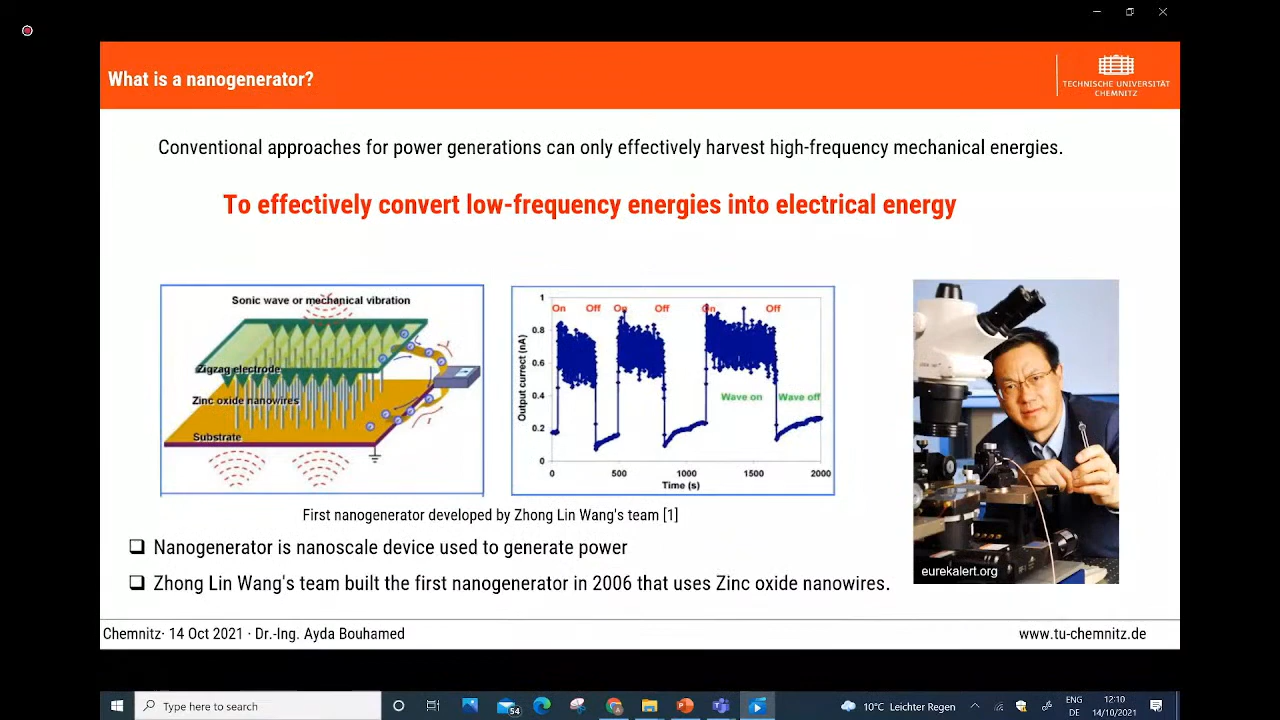 What is a nanogenerator?
TECHNISCHE UNIVERSITÄT
CHEMNITZ
Conventional approaches for power generations can only effectively harvest high-frequency mechanical energies.
To effectively convert low-frequency energies into electrical energy
Sonic wave or mechanical vibration
Zigzag electrode
Zinc oxide nanowires
Substrate
Output currect (nA)
1
0.8
0.6
0.4
0.2
0
On Off On Off On Off
Wave on Wave off
0 500 1000 1500 2000
Time (s)
eurekalert.org
First nanogenerator developed by Zhong Lin Wang's team [1]
Nanogenerator is nanoscale device used to generate power
Zhong Lin Wang's team built the first nanogenerator in 2006 that uses Zinc oxide nanowires.
Chemnitz· 14 Oct 2021 · Dr.-Ing. Ayda Bouhamed
www.tu-chemnitz.de
Type here to search
54
10°C Leichter Regen
ENG
DE
12:10
14/10/2021